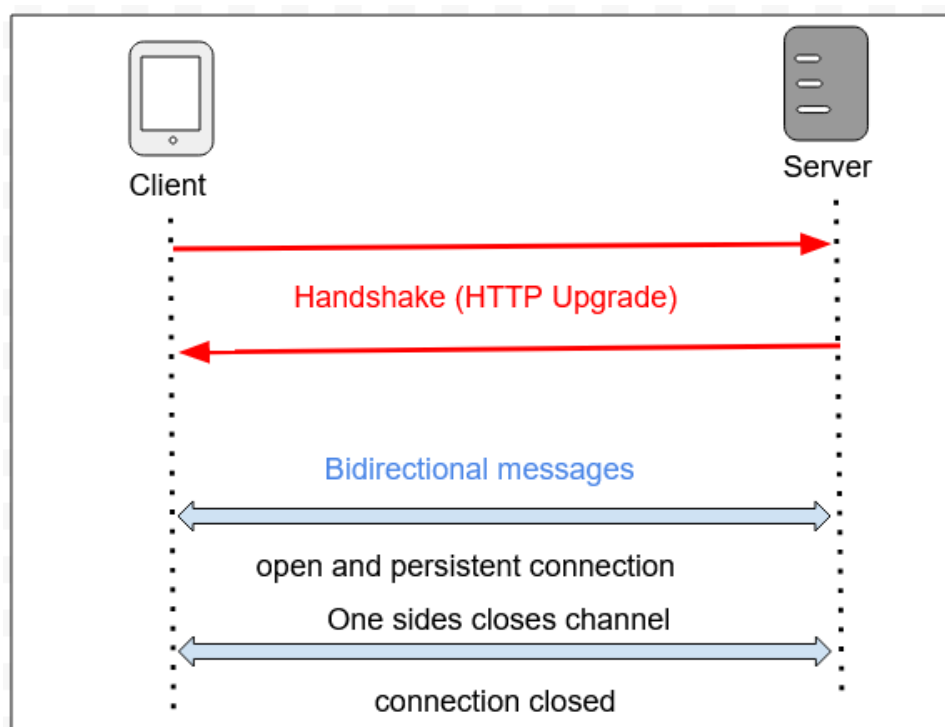 Client
Server
Handshake (HTTP Upgrade)
Bidirectional messages
open and persistent connection
One sides closes channel
connection closed